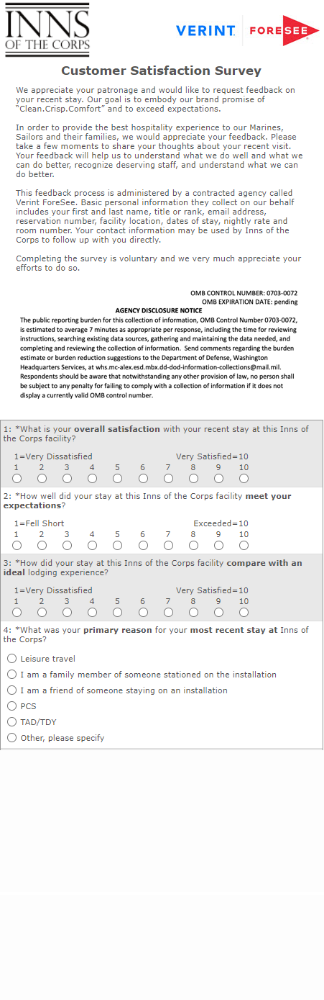 INNS
OF THE CORPS
VERINT
FORESEE
Customer Satisfaction Survey
We appreciate your patronage and would like to request feedback on
your recent stay. Our goal is to embody our brand promise of
“Clean.Crisp.Comfort” and to exceed expectations.
In order to provide the best hospitality experience to our Marines,
Sailors and their families, we would appreciate your feedback. Please
take a few moments to share your thoughts about your recent visit.
Your feedback will help us to understand what we do well and what we
can do better, recognize deserving staff, and understand what we can
do better.
This feedback process is administered by a contracted agency called
Verint ForeSee. Basic personal information they collect on our behalf
includes your first and last name, title or rank, email address,
reservation number, facility location, dates of stay, nightly rate and
room number. Your contact information may be used by Inns of the
Corps to follow up with you directly.
Completing the survey is voluntary and we very much appreciate your
efforts to do so.
OMB CONTROL NUMBER: 0703-0072
OMB EXPIRATION DATE: pending
AGENCY DISCLOSURE NOTICE
The public reporting burden for this collection of information, OMB Control Number 0703-0072,
is estimated to average 7 minutes as appropriate per response, including the time for reviewing
instructions, searching existing data sources, gathering and maintaining the data needed, and
completing and reviewing the collection of information. Send comments regarding the burden
estimate or burden reduction suggestions to the Department of Defense, Washington
Headquarters Services, at whs.mc-alex.esd.mbx.dd-dod-information-collections@mail.mil.
Respondents should be aware that notwithstanding any other provision of law, no person shall
be subject to any penalty for failing to comply with a collection of information if it does not
display a currently valid OMB control number.
1: *What is your overall satisfaction with your recent stay at this Inns of
the Corps facility?
1=Very Dissatisfied Very Satisfied=10
1 2 3 4 5 6 7 8 9 10
2: *How well did your stay at this Inns of the Corps facility meet your
expectations?
1=Fell Short Exceeded=10
1 2 3 4 5 6 7 8 9 10
3: *How did your stay at this Inns of the Corps facility compare with an
ideal lodging experience?
1=Very Dissatisfied Very Satisfied=10
1 2 3 4 5 6 7 8 9 10
4: *What was your primary reason for your most recent stay at Inns of
the Corps?
Leisure travel
I am a family member of someone stationed on the installation
I am a friend of someone staying on an installation
PCS
TAD/TDY
Other, please specify